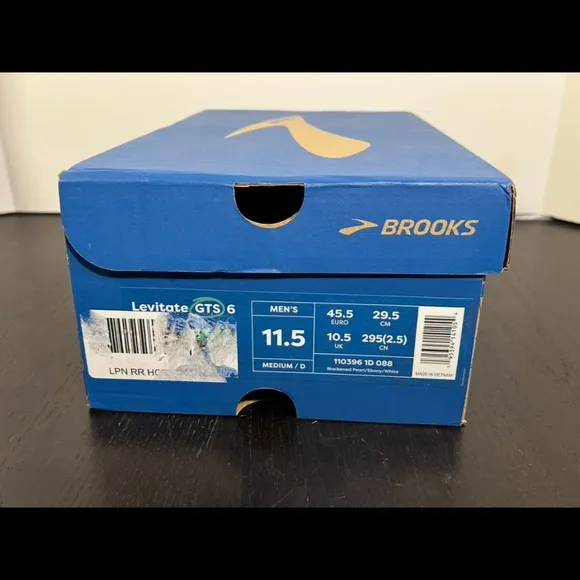 BROOKS
Levitate GTS 6
LPN RR
MEN'S
11.5
MEDIUM / D
45.5 29.5
EURO CM
10.5 295(2.5)
UK CN
110396 1D 088
Blackened Pearl/Ebony/White
MADE IN VIETNAM